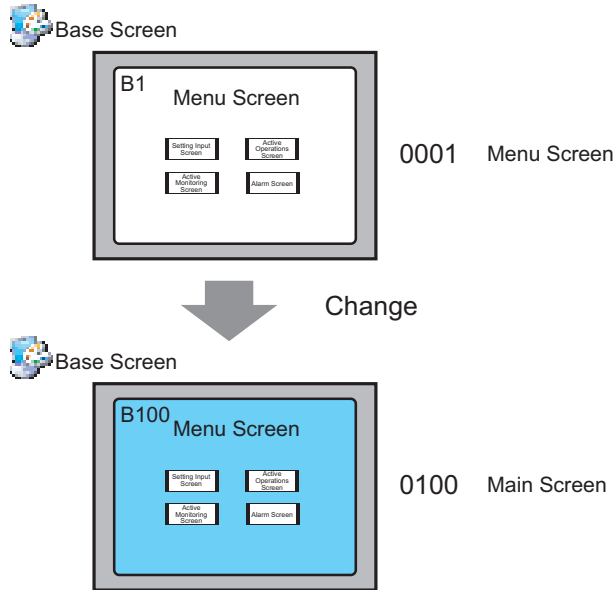 Base Screen
B1
Menu Screen
Setting Input
Screen
Active
Operations
Screen
Active
Monitoring
Screen
Alarm Screen
0001 Menu Screen
Change
Base Screen
B100
Menu Screen
Setting Input
Screen
Active
Operations
Screen
Active
Monitoring
Screen
Alarm Screen
0100 Main Screen